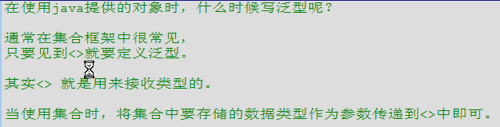 在使用java提供的对象时，什么时候写泛型呢？
通常在集合框架中很常见，
只要见到<>就要定义泛型。
其实<> 就是用来接收类型的。
当使用集合时，将集合中要存储的数据类型作为参数传递到<>中即可。